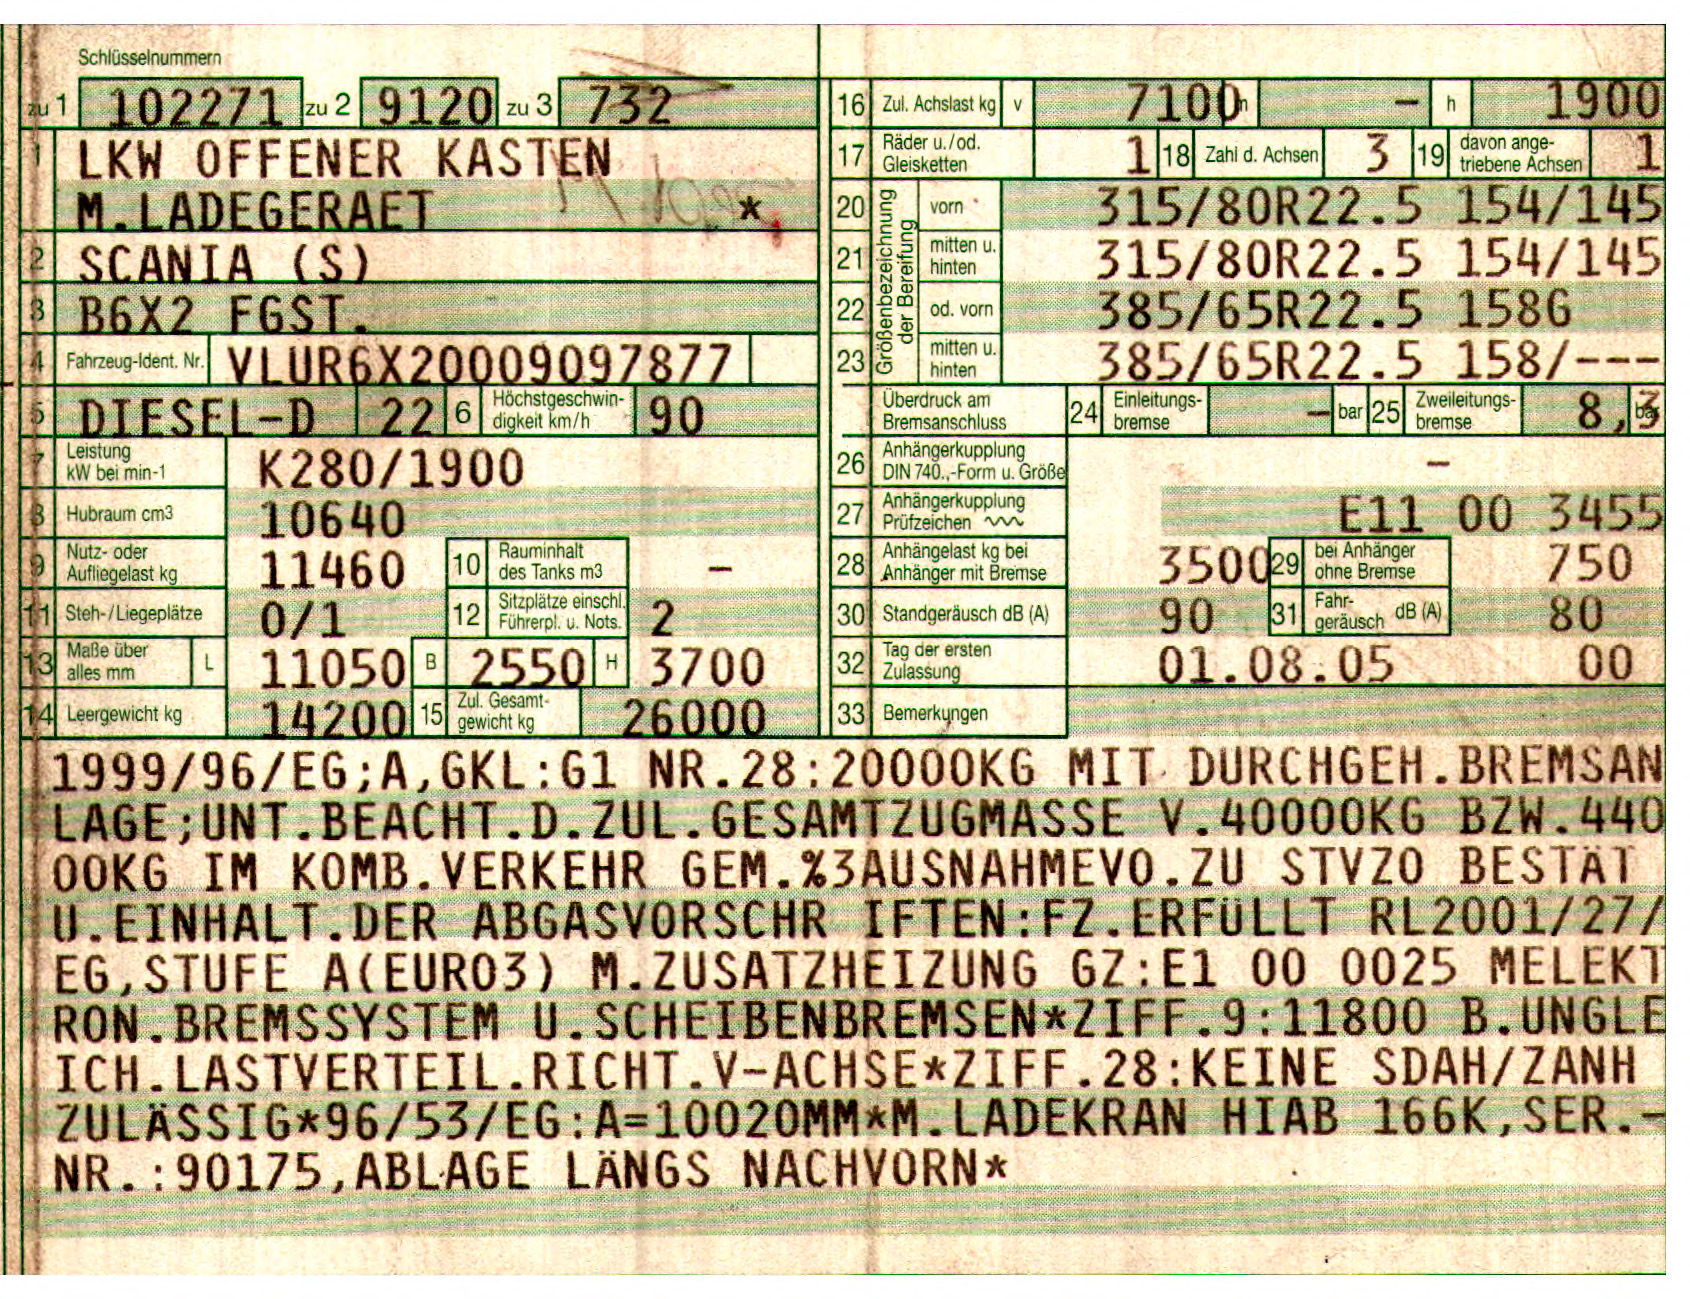 Schlüsselnummern
zu 1 102271 zu 2 9120 zu 3 732
1 LKW OFFENER KASTEN
M.LADEGERAET *
2 SCANIA (S)
3 B6X2 FGST.
4 Fahrzeug-Ident. Nr. VLUR6X20009097877
5 DIESEL-D 22 6 Höchstgeschwin-
digkeit km/h 90
7 Leistung
kW bei min-1 K280/1900
8 Hubraum cm3 10640
9 Nutz- oder
Aufliegelast kg 11460 10 Rauminhalt
des Tanks m3 –
11 Steh-/Liegeplätze 0/1 12 Sitzplätze einschl.
Führerpl. u. Nots. 2
13 Maße über
alles mm L 11050 B 2550 H 3700
14 Leergewicht kg 14200 15 Zul. Gesamt-
gewicht kg 26000
16 Zul. Achslast kg v 7100 m – h 1900
17 Räder u./od.
Gleisketten 1 18 Zahl d. Achsen 3 19 davon ange-
triebene Achsen 1
Größenbezeichnung
der Bereifung
20 vorn 315/80R22.5 154/145
21 mitten u.
hinten 315/80R22.5 154/145
22 od. vorn 385/65R22.5 158G
23 mitten u.
hinten 385/65R22.5 158/---
Überdruck am
Bremsanschluss 24 Einleitungs-
bremse – bar 25 Zweileitungs-
bremse 8,3 bar
26 Anhängerkupplung
DIN 740..-Form u. Größe –
27 Anhängerkupplung
Prüfzeichen E11 00 3455
28 Anhängelast kg bei
Anhänger mit Bremse 3500 29 bei Anhänger
ohne Bremse 750
30 Standgeräusch dB (A) 90 31 Fahr-
geräusch dB (A) 80
32 Tag der ersten
Zulassung 01.08.05 00
33 Bemerkungen
1999/96/EG;A,GKL:G1 NR.28:20000KG MIT DURCHGEH.BREMSAN
LAGE;UNT.BEACHT.D.ZUL.GESAMTZUGMASSE V.40000KG BZW.440
00KG IM KOMB.VERKEHR GEM.%3AUSNAHMEVO.ZU STVZO BESTÄT
U.EINHALT.DER ABGASVORSCHR IFTEN:FZ.ERFÜLLT RL2001/27/
EG,STUFE A(EURO3) M.ZUSATZHEIZUNG GZ:E1 00 0025 MELEKT
RON.BREMSSYSTEM U.SCHEIBENBREMSEN*ZIFF.9:11800 B.UNGLE
ICH.LASTVERTEIL.RICHT.V-ACHSE*ZIFF.28:KEINE SDAH/ZANH
ZULÄSSIG*96/53/EG:A=10020MM*M.LADEKRAN HIAB 166K,SER.-
NR.:90175,ABLAGE LÄNGS NACHVORN*